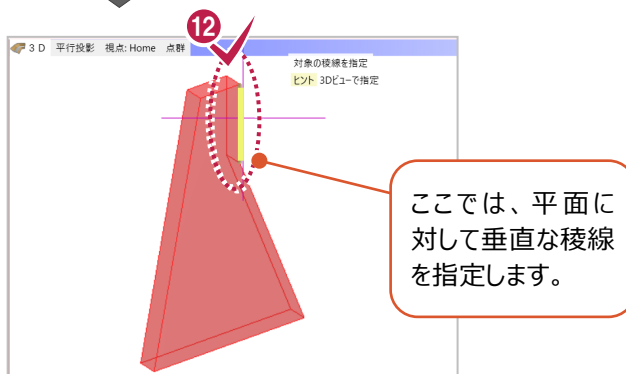 12
3D 平行投影 視点: Home 点群
対象の稜線を指定
ヒント 3Dビューで指定
ここでは、平面に
対して垂直な稜線
を指定します。